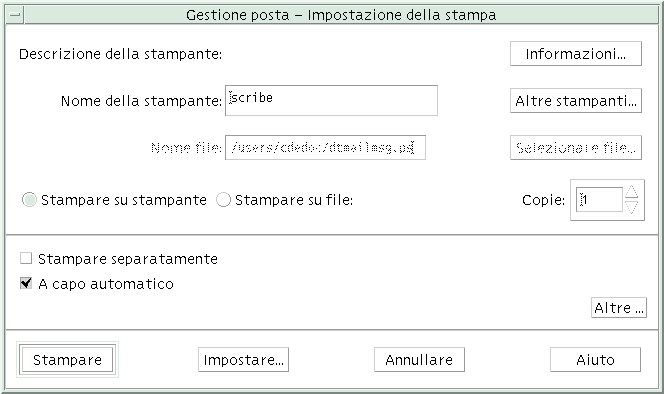 Gestione posta – Impostazione della stampa
Descrizione della stampante: Informazioni...
Nome della stampante: scribe Altre stampanti...
Nome file: /users/cdedoc/dtmailmsg.ps Selezionare file...
Stampare su stampante Stampare su file: Copie: 1
Stampare separatamente
A capo automatico
Altre ...
Stampare Impostare... Annullare Aiuto